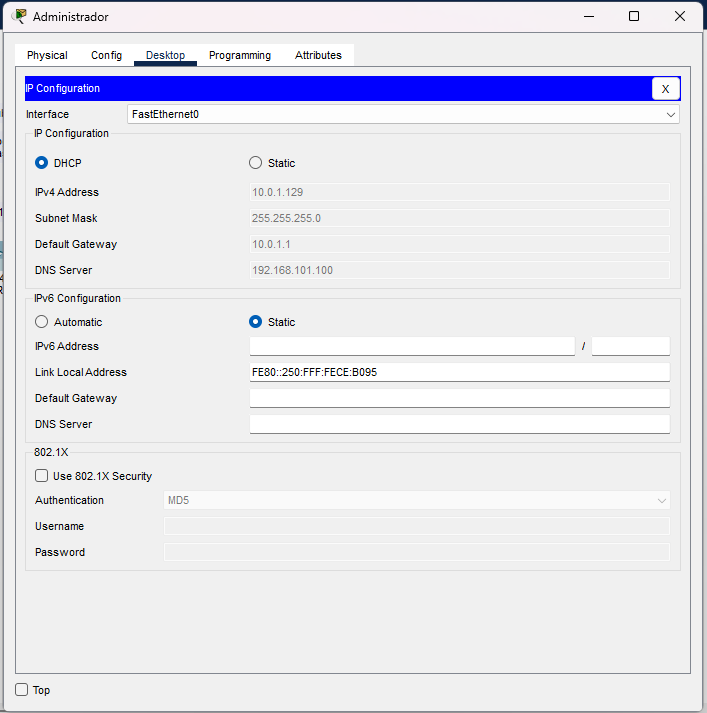 Administrador
Physical Config Desktop Programming Attributes
IP Configuration X
Interface FastEthernet0
IP Configuration
DHCP Static
IPv4 Address 10.0.1.129
Subnet Mask 255.255.255.0
Default Gateway 10.0.1.1
DNS Server 192.168.101.100
IPv6 Configuration
Automatic Static
IPv6 Address /
Link Local Address FE80::250:FFF:FECE:B095
Default Gateway
DNS Server
802.1X
Use 802.1X Security
Authentication MD5
Username
Password
Top